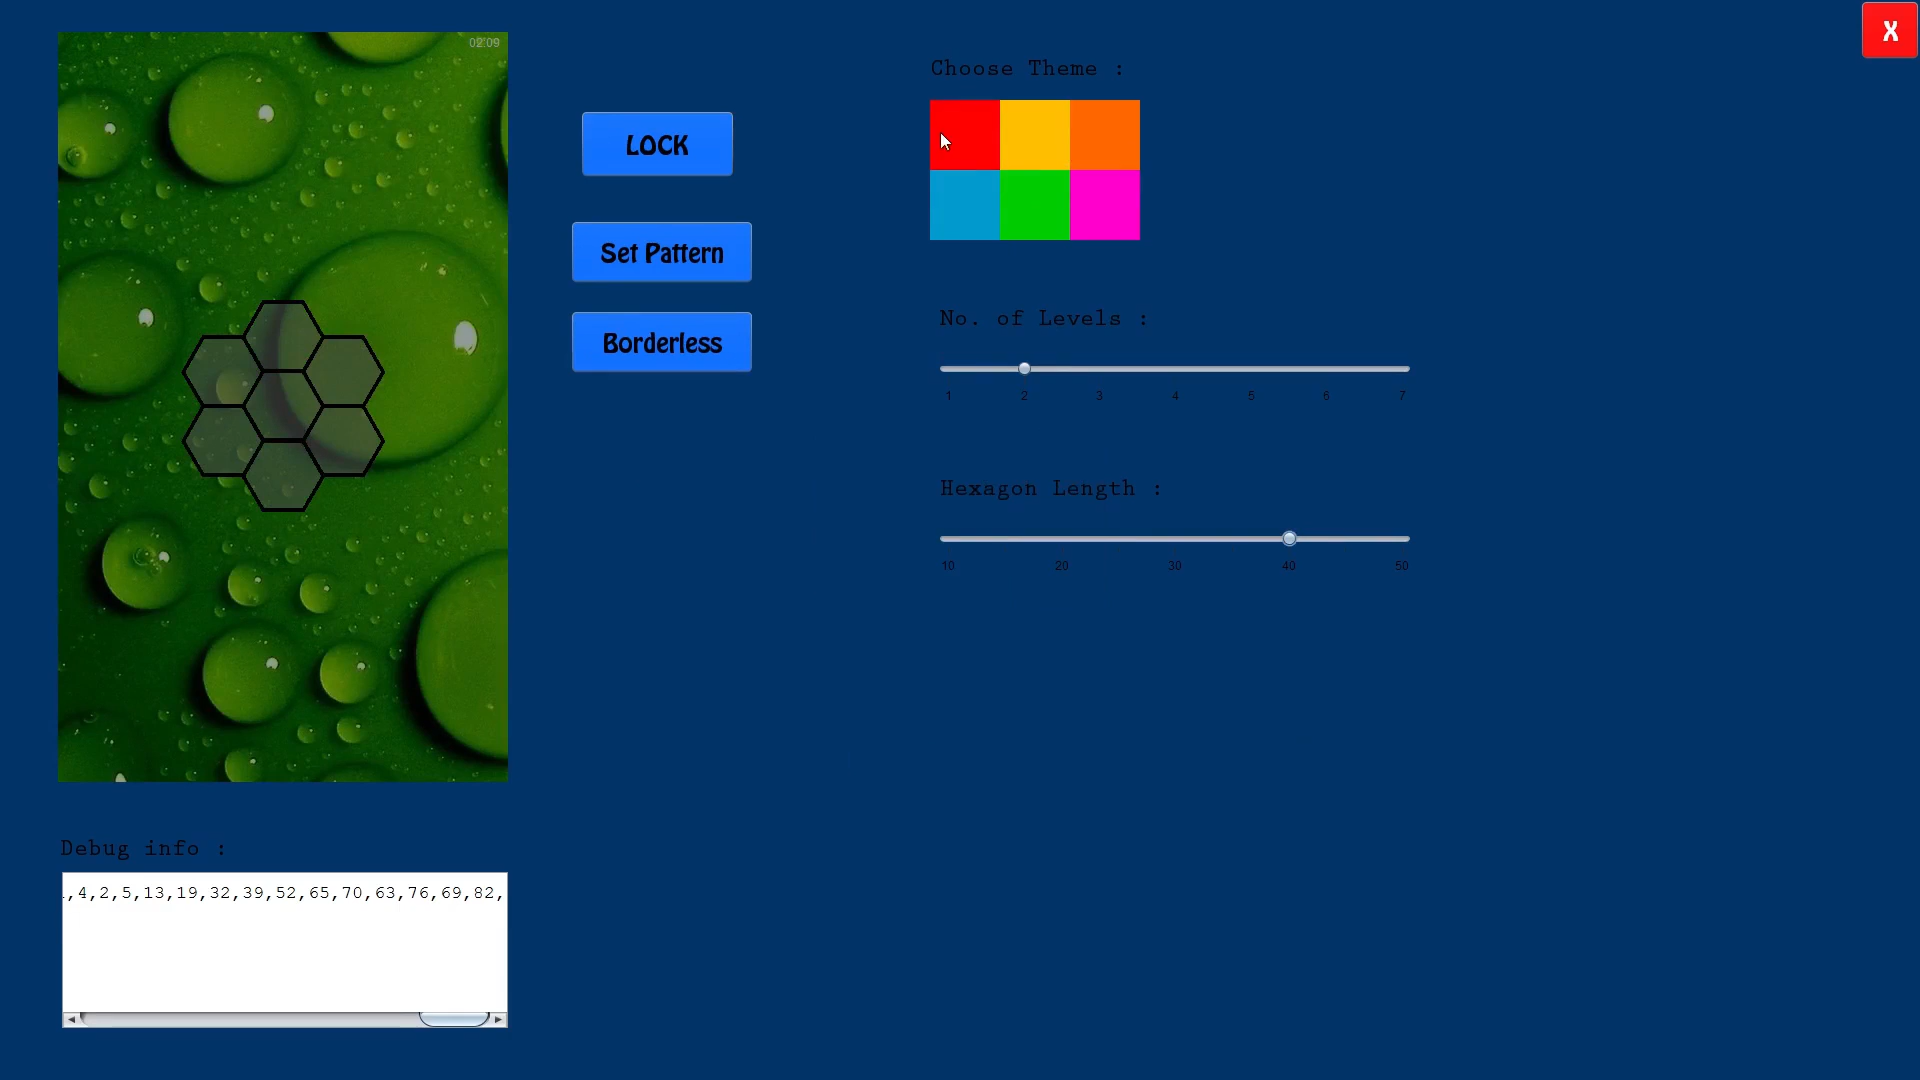 02:09
X
Choose Theme :
LOCK
Set Pattern
Borderless
No. of Levels :
1 2 3 4 5 6 7
Hexagon Length :
10 20 30 40 50
Debug info :
,4,2,5,13,19,32,39,52,65,70,63,76,69,82,